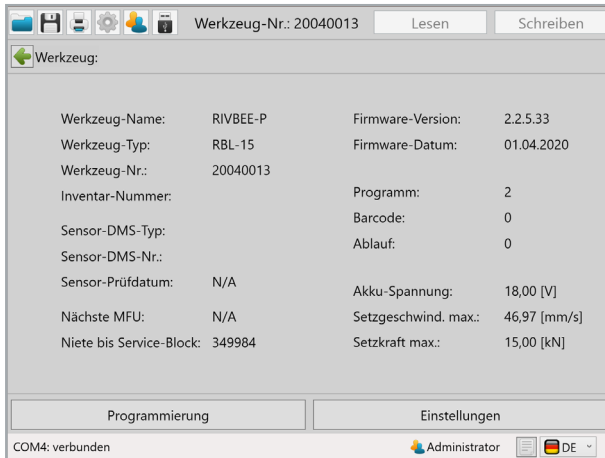 Werkzeug-Nr.: 20040013 Lesen Schreiben
Werkzeug:
Werkzeug-Name: RIVBEE-P Firmware-Version: 2.2.5.33
Werkzeug-Typ: RBL-15 Firmware-Datum: 01.04.2020
Werkzeug-Nr.: 20040013
Inventar-Nummer: Programm: 2
Barcode: 0
Sensor-DMS-Typ: Ablauf: 0
Sensor-DMS-Nr.:
Sensor-Prüfdatum: N/A Akku-Spannung: 18,00 [V]
Nächste MFU: N/A Setzgeschwind. max.: 46,97 [mm/s]
Niete bis Service-Block: 349984 Setzkraft max.: 15,00 [kN]
Programmierung Einstellungen
COM4: verbunden Administrator DE